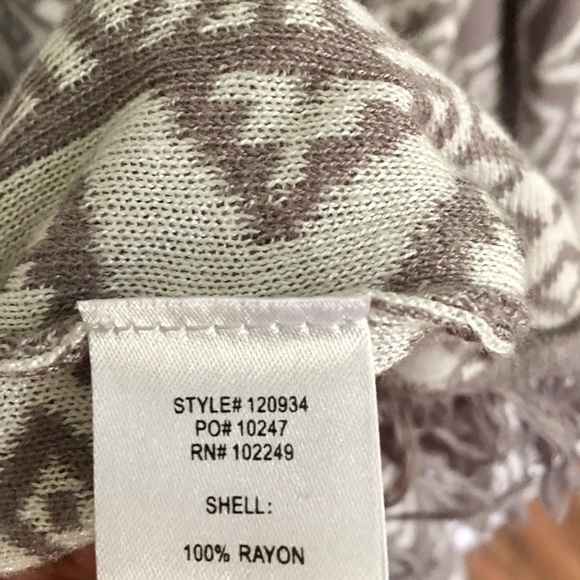 STYLE# 120934
PO# 10247
RN# 102249
SHELL:
100% RAYON